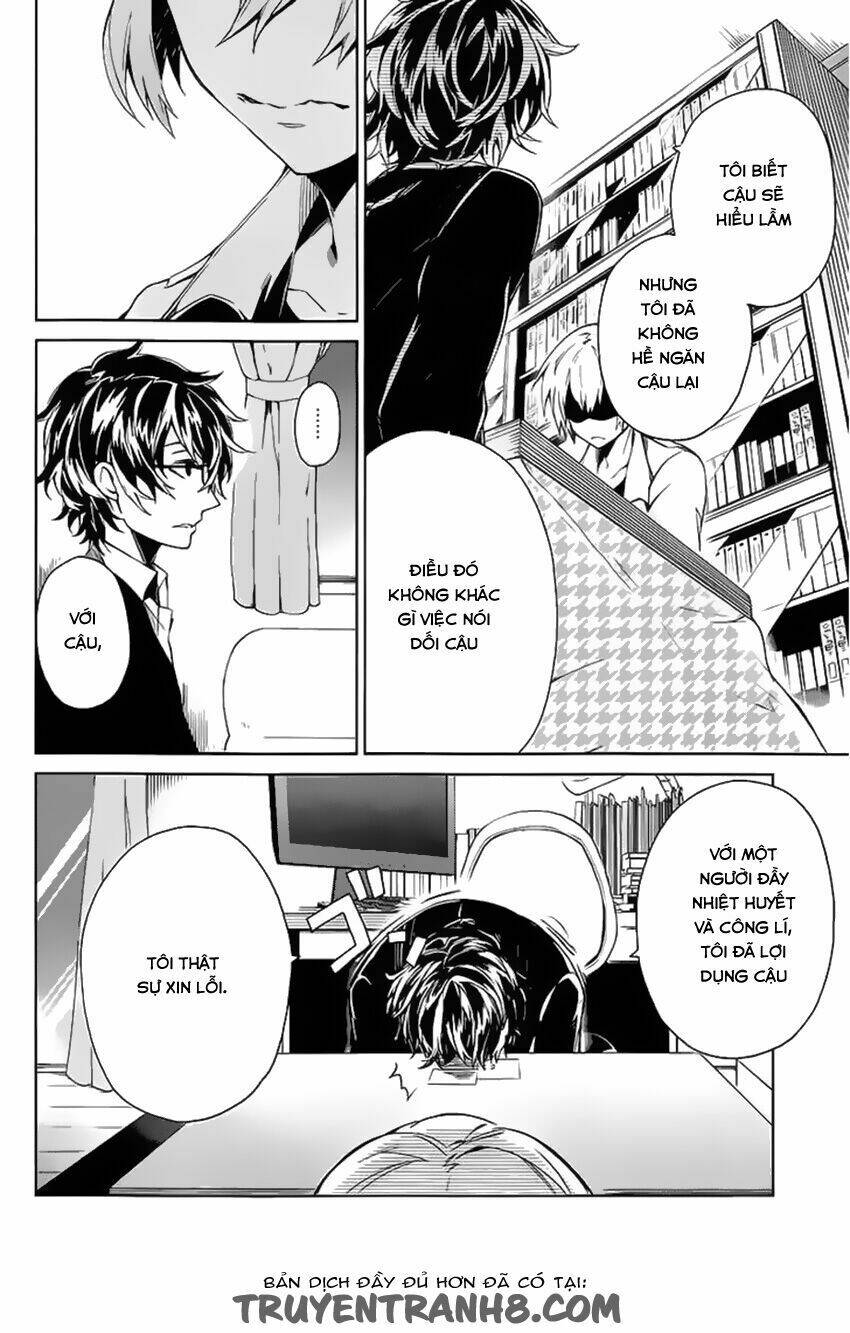 TÔI BIẾT
CẬU SẼ
HIỂU LẦM
NHƯNG
TÔI ĐÃ
KHÔNG
HỀ NGĂN
CẬU LẠI
ĐIỀU ĐÓ
KHÔNG KHÁC
GÌ VIỆC NÓI
DỐI CẬU
......
VỚI
CẬU,
VỚI MỘT
NGƯỜI ĐẦY
NHIỆT HUYẾT
VÀ CÔNG LÍ,
TÔI ĐÃ LỢI
DỤNG CẬU
TÔI THẬT
SỰ XIN LỖI.
BẢN DỊCH ĐẦY ĐỦ HƠN ĐÃ CÓ TẠI:
TRUYENTRANH8.COM